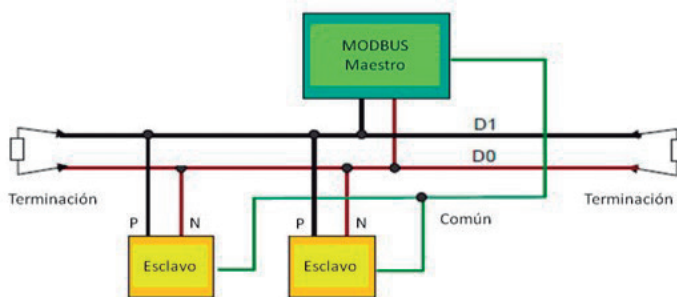 MODBUS
Maestro
D1
D0
Terminación
Terminación
P
N
P
N
Común
Esclavo
Esclavo